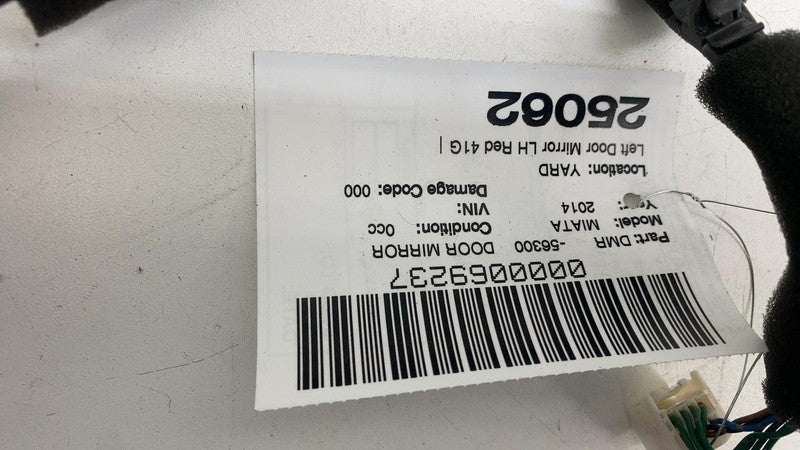 0000069237
Part: DMR -56300 DOOR MIRROR
Model: MIATA Condition: 0cc
Year: 2014 VIN:
Damage Code: 000
Location: YARD
Left Door Mirror LH Red 41G |
25062